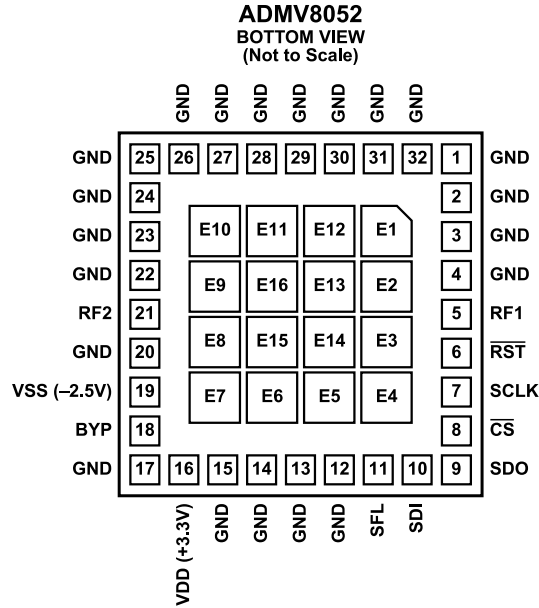 ADMV8052
BOTTOM VIEW
(Not to Scale)
GND GND GND GND GND GND GND
GND 25 26 27 28 29 30 31 32 1 GND
GND 24 2 GND
GND 23 E10 E11 E12 E1 3 GND
GND 22 E9 E16 E13 E2 4 GND
RF2 21 5 RF1
GND 20 E8 E15 E14 E3 6 RST
VSS (–2.5V) 19 E7 E6 E5 E4 7 SCLK
BYP 18 8 CS
GND 17 16 15 14 13 12 11 10 9 SDO
VDD (+3.3V) GND GND GND GND SFL SDI